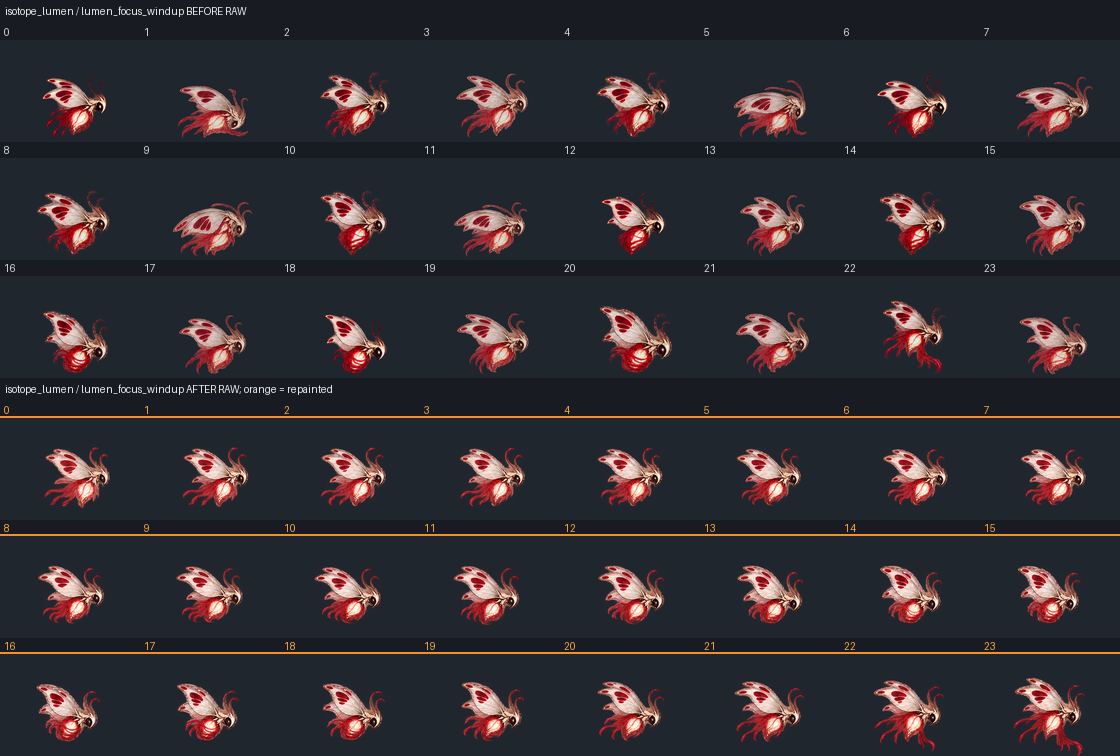 isotope_lumen / lumen_focus_windup BEFORE RAW
0 1 2 3 4 5 6 7
8 9 10 11 12 13 14 15
16 17 18 19 20 21 22 23
isotope_lumen / lumen_focus_windup AFTER RAW; orange = repainted
0 1 2 3 4 5 6 7
8 9 10 11 12 13 14 15
16 17 18 19 20 21 22 23